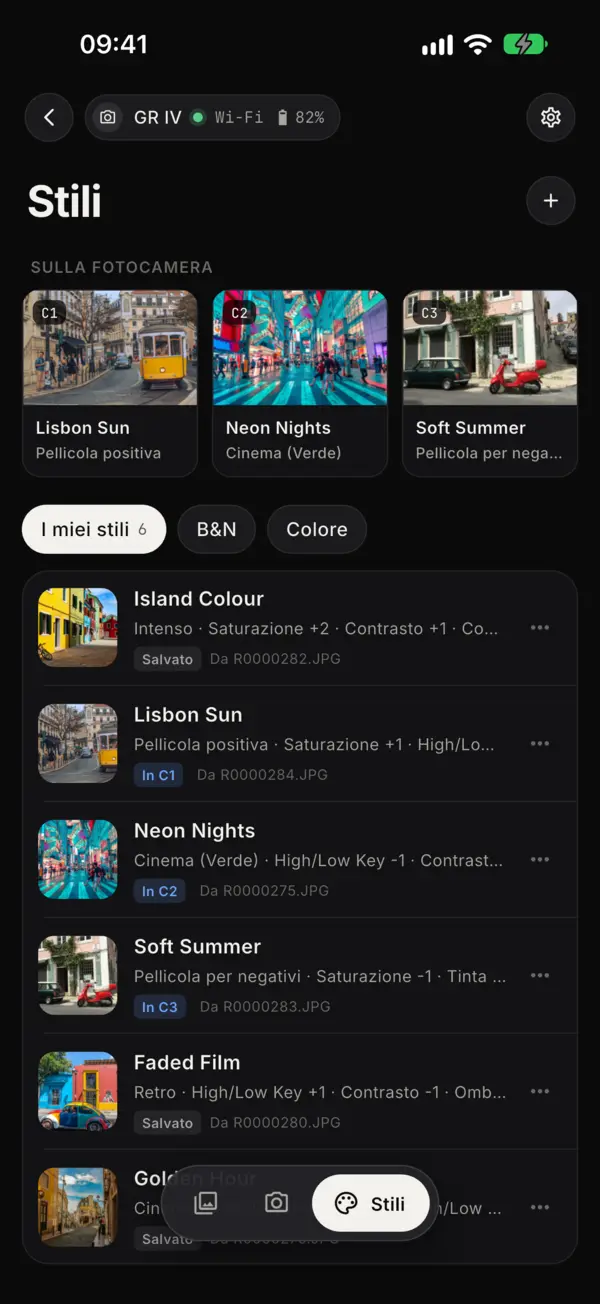 09:41
GR IV Wi-Fi 82%
Stili
SULLA FOTOCAMERA
C1
C2
C3
Lisbon Sun
Pellicola positiva
Neon Nights
Cinema (Verde)
Soft Summer
Pellicola per nega...
I miei stili 6
B&N
Colore
Island Colour
Intenso · Saturazione +2 · Contrasto +1 · Co...
Salvato Da R0000282.JPG
Lisbon Sun
Pellicola positiva · Saturazione +1 · High/Lo...
In C1 Da R0000284.JPG
Neon Nights
Cinema (Verde) · High/Low Key -1 · Contrast...
In C2 Da R0000275.JPG
Soft Summer
Pellicola per negativi · Saturazione -1 · Tinta ...
In C3 Da R0000283.JPG
Faded Film
Retro · High/Low Key +1 · Contrasto -1 · Omb...
Salvato Da R0000280.JPG
Golden Hour
/Low ...
Salvato
Stili